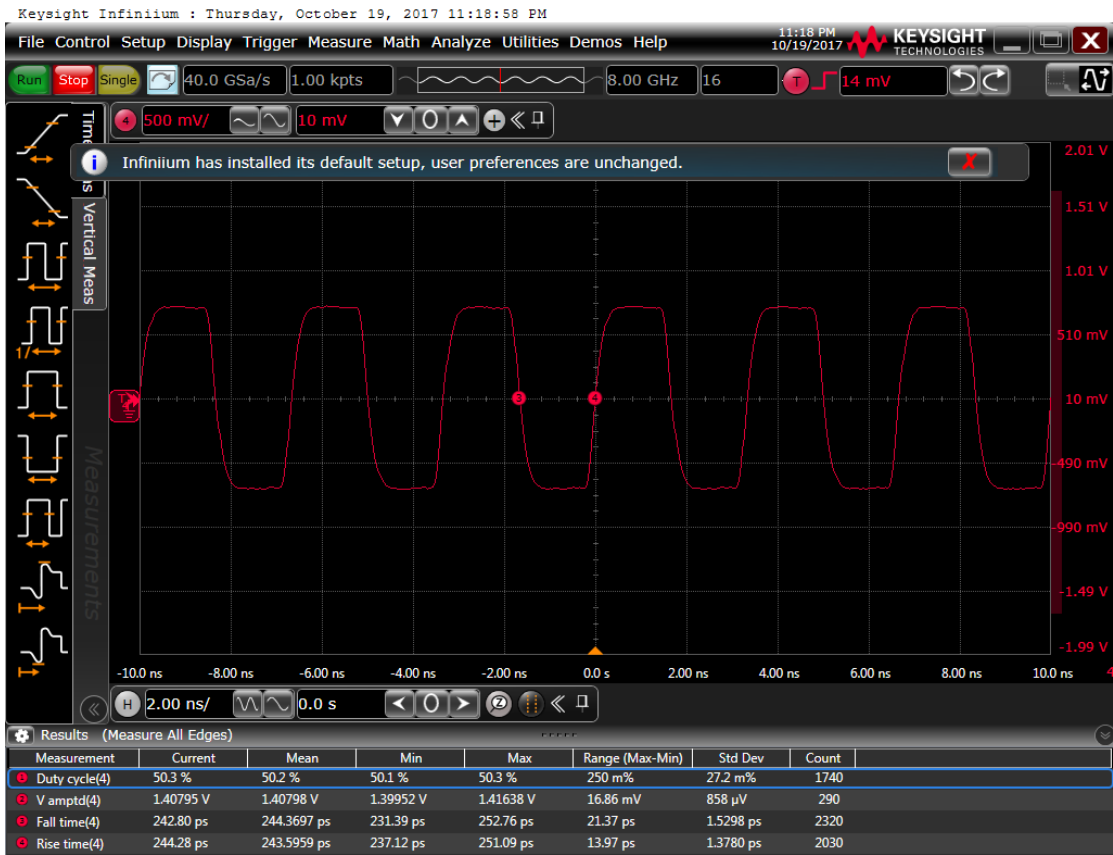 Keysight Infiniium : Thursday, October 19, 2017 11:18:58 PM
File Control Setup Display Trigger Measure Math Analyze Utilities Demos Help
11:18 PM
10/19/2017
KEYSIGHT
TECHNOLOGIES
X
Run Stop Single 40.0 GSa/s 1.00 kpts 8.00 GHz 16 T 14 mV
4 500 mV/ 10 mV 0
i Infiniium has installed its default setup, user preferences are unchanged. X
Vertical Meas
1/
Measurements
2.01 V
1.51 V
1.01 V
510 mV
10 mV
-490 mV
-990 mV
-1.49 V
-1.99 V
T
3 4
-10.0 ns -8.00 ns -6.00 ns -4.00 ns -2.00 ns 0.0 s 2.00 ns 4.00 ns 6.00 ns 8.00 ns 10.0 ns
H 2.00 ns/ 0.0 s 0 Z
Results (Measure All Edges)
Measurement Current Mean Min Max Range (Max-Min) Std Dev Count
1 Duty cycle(4) 50.3 % 50.2 % 50.1 % 50.3 % 250 m% 27.2 m% 1740
2 V amptd(4) 1.40795 V 1.40798 V 1.39952 V 1.41638 V 16.86 mV 858 µV 290
3 Fall time(4) 242.80 ps 244.3697 ps 231.39 ps 252.76 ps 21.37 ps 1.5298 ps 2320
4 Rise time(4) 244.28 ps 243.5959 ps 237.12 ps 251.09 ps 13.97 ps 1.3780 ps 2030